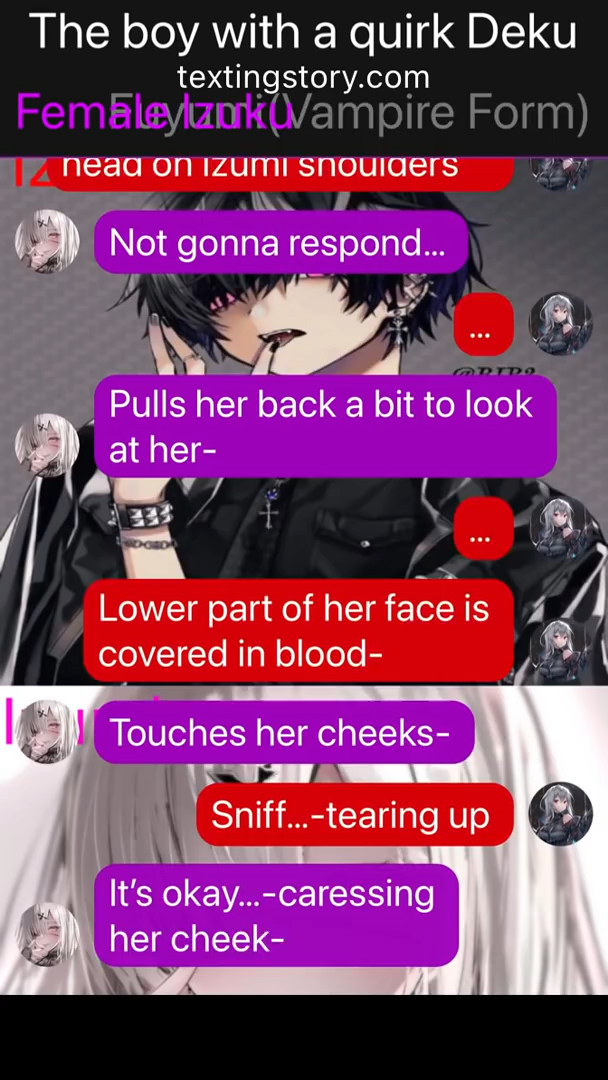 The boy with a quirk Deku
textingstory.com
Female Izuku
(Vampire Form)
head on Izumi shoulders
Not gonna respond...
...
Pulls her back a bit to look
at her-
...
Lower part of her face is
covered in blood-
Touches her cheeks-
Sniff...-tearing up
It's okay...-caressing
her cheek-